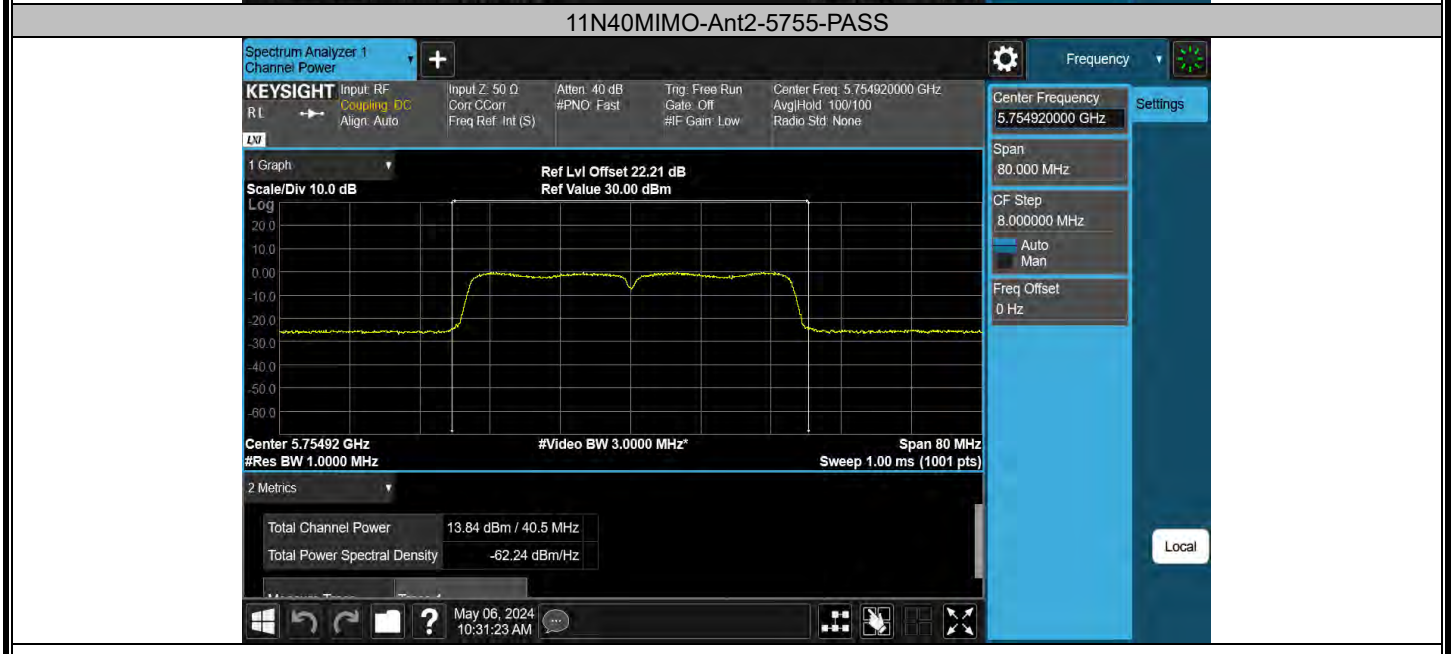 11N40MIMO-Ant2-5755-PASS
Spectrum Analyzer 1
Channel Power
+
Frequency
KEYSIGHT
RL
LXI
Input: RF
Coupling: DC
Align: Auto
Input Z: 50 Ω
Corr CCorr
Freq Ref: Int (S)
Atten: 40 dB
#PNO: Fast
Trig: Free Run
Gate: Off
#IF Gain: Low
Center Freq: 5.754920000 GHz
Avg|Hold: 100/100
Radio Std: None
Center Frequency
5.754920000 GHz
Settings
Span
80.000 MHz
CF Step
8.000000 MHz
Auto
Man
Freq Offset
0 Hz
1 Graph
Scale/Div 10.0 dB
Ref Lvl Offset 22.21 dB
Ref Value 30.00 dBm
Log
20.0
10.0
0.00
-10.0
-20.0
-30.0
-40.0
-50.0
-60.0
Center 5.75492 GHz
#Res BW 1.0000 MHz
#Video BW 3.0000 MHz*
Span 80 MHz
Sweep 1.00 ms (1001 pts)
2 Metrics
Total Channel Power 13.84 dBm / 40.5 MHz
Total Power Spectral Density -62.24 dBm/Hz
Local
?
May 06, 2024
10:31:23 AM